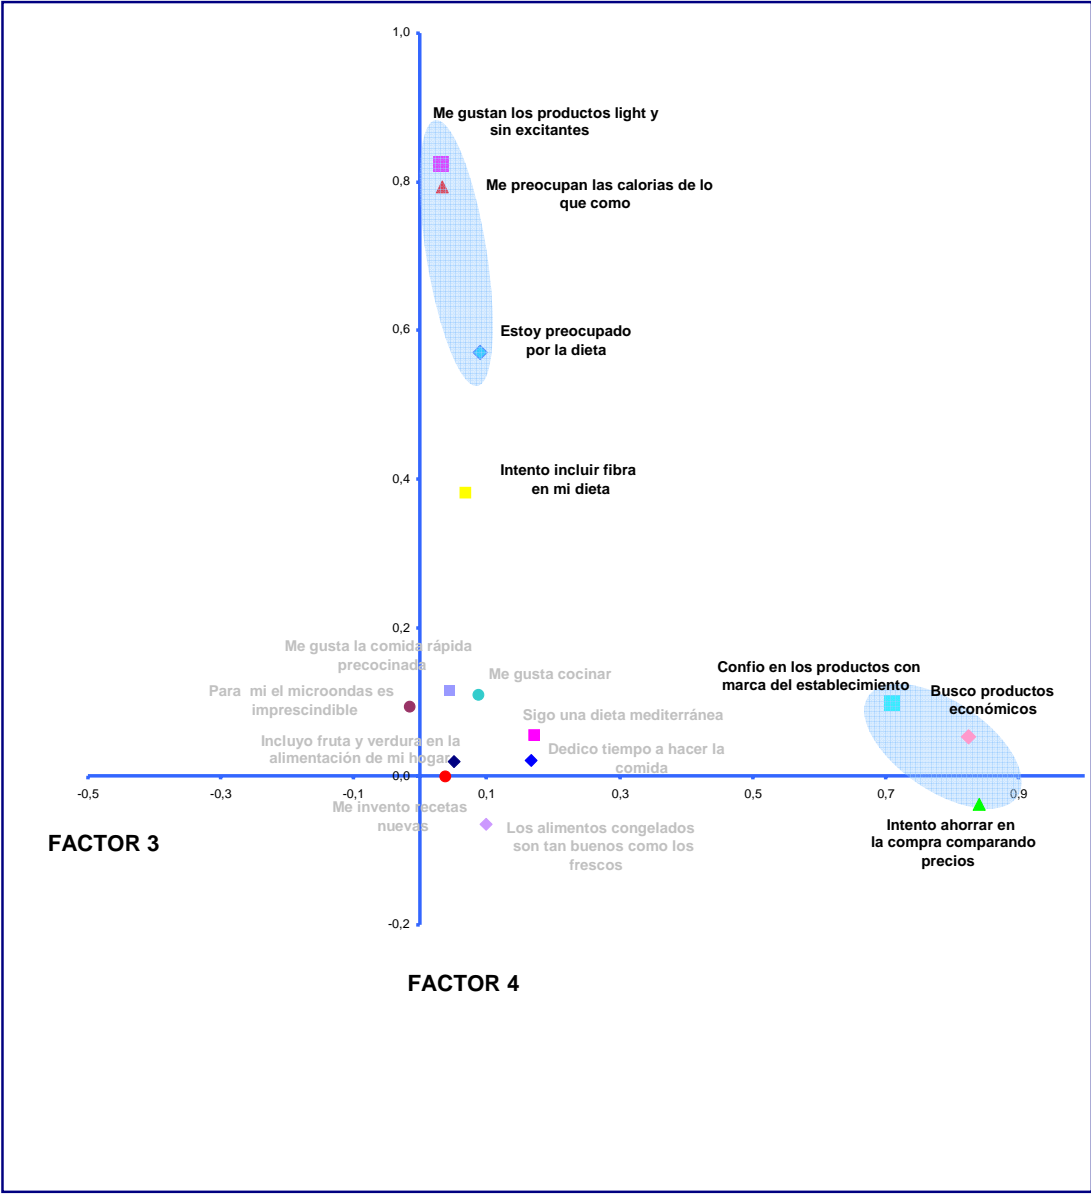 1,0
Me gustan los productos light y
sin excitantes
0,8
Me preocupan las calorias de lo
que como
0,6
Estoy preocupado
por la dieta
0,4
Intento incluir fibra
en mi dieta
0,2
Me gusta la comida rápida
precocinada
Me gusta cocinar
Confio en los productos con
marca del establecimiento
Busco productos
económicos
Para mi el microondas es
imprescindible
Sigo una dieta mediterránea
Incluyo fruta y verdura en la
alimentación de mi hogar
Dedico tiempo a hacer la
comida
0,0
-0,5
-0,3
-0,1
0,1
0,3
0,5
0,7
0,9
Me invento recetas
nuevas
Los alimentos congelados
son tan buenos como los
frescos
Intento ahorrar en
la compra comparando
precios
FACTOR 3
-0,2
FACTOR 4